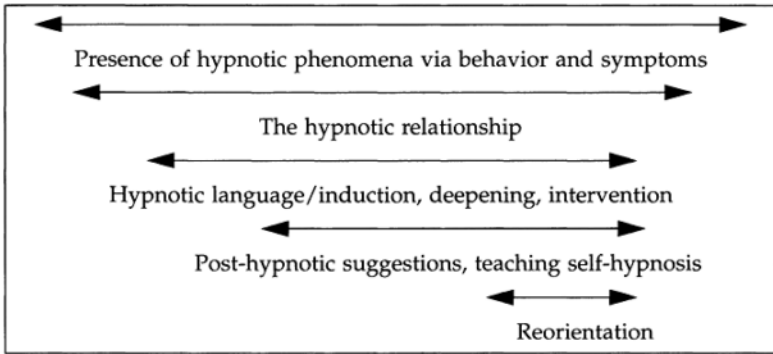 Presence of hypnotic phenomena via behavior and symptoms
The hypnotic relationship
Hypnotic language/induction, deepening, intervention
Post-hypnotic suggestions, teaching self-hypnosis
Reorientation